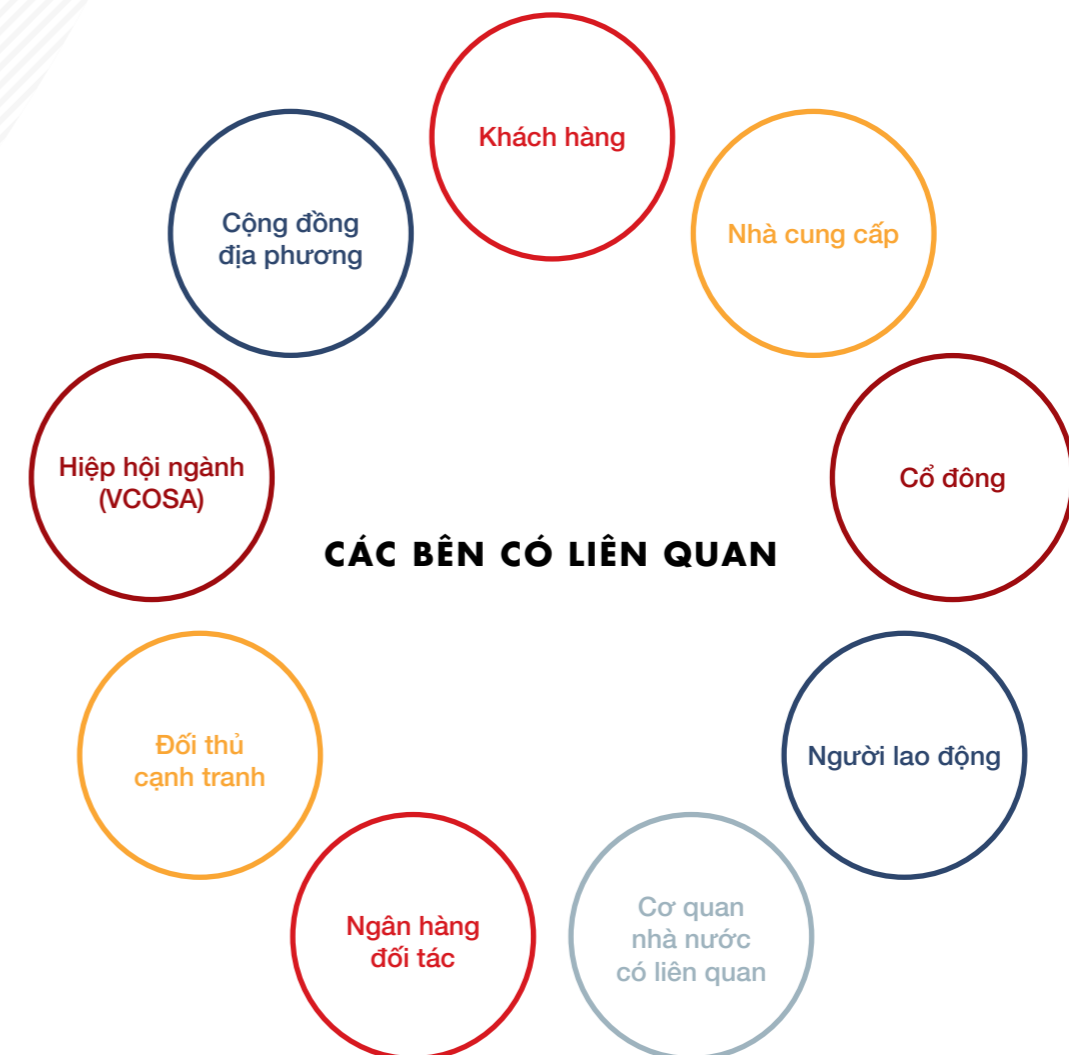 Khách hàng
Nhà cung cấp
Cổ đông
Người lao động
Cơ quan
nhà nước
có liên quan
Ngân hàng
đối tác
Đối thủ
cạnh tranh
Hiệp hội ngành
(VCOSA)
Cộng đồng
địa phương
CÁC BÊN CÓ LIÊN QUAN